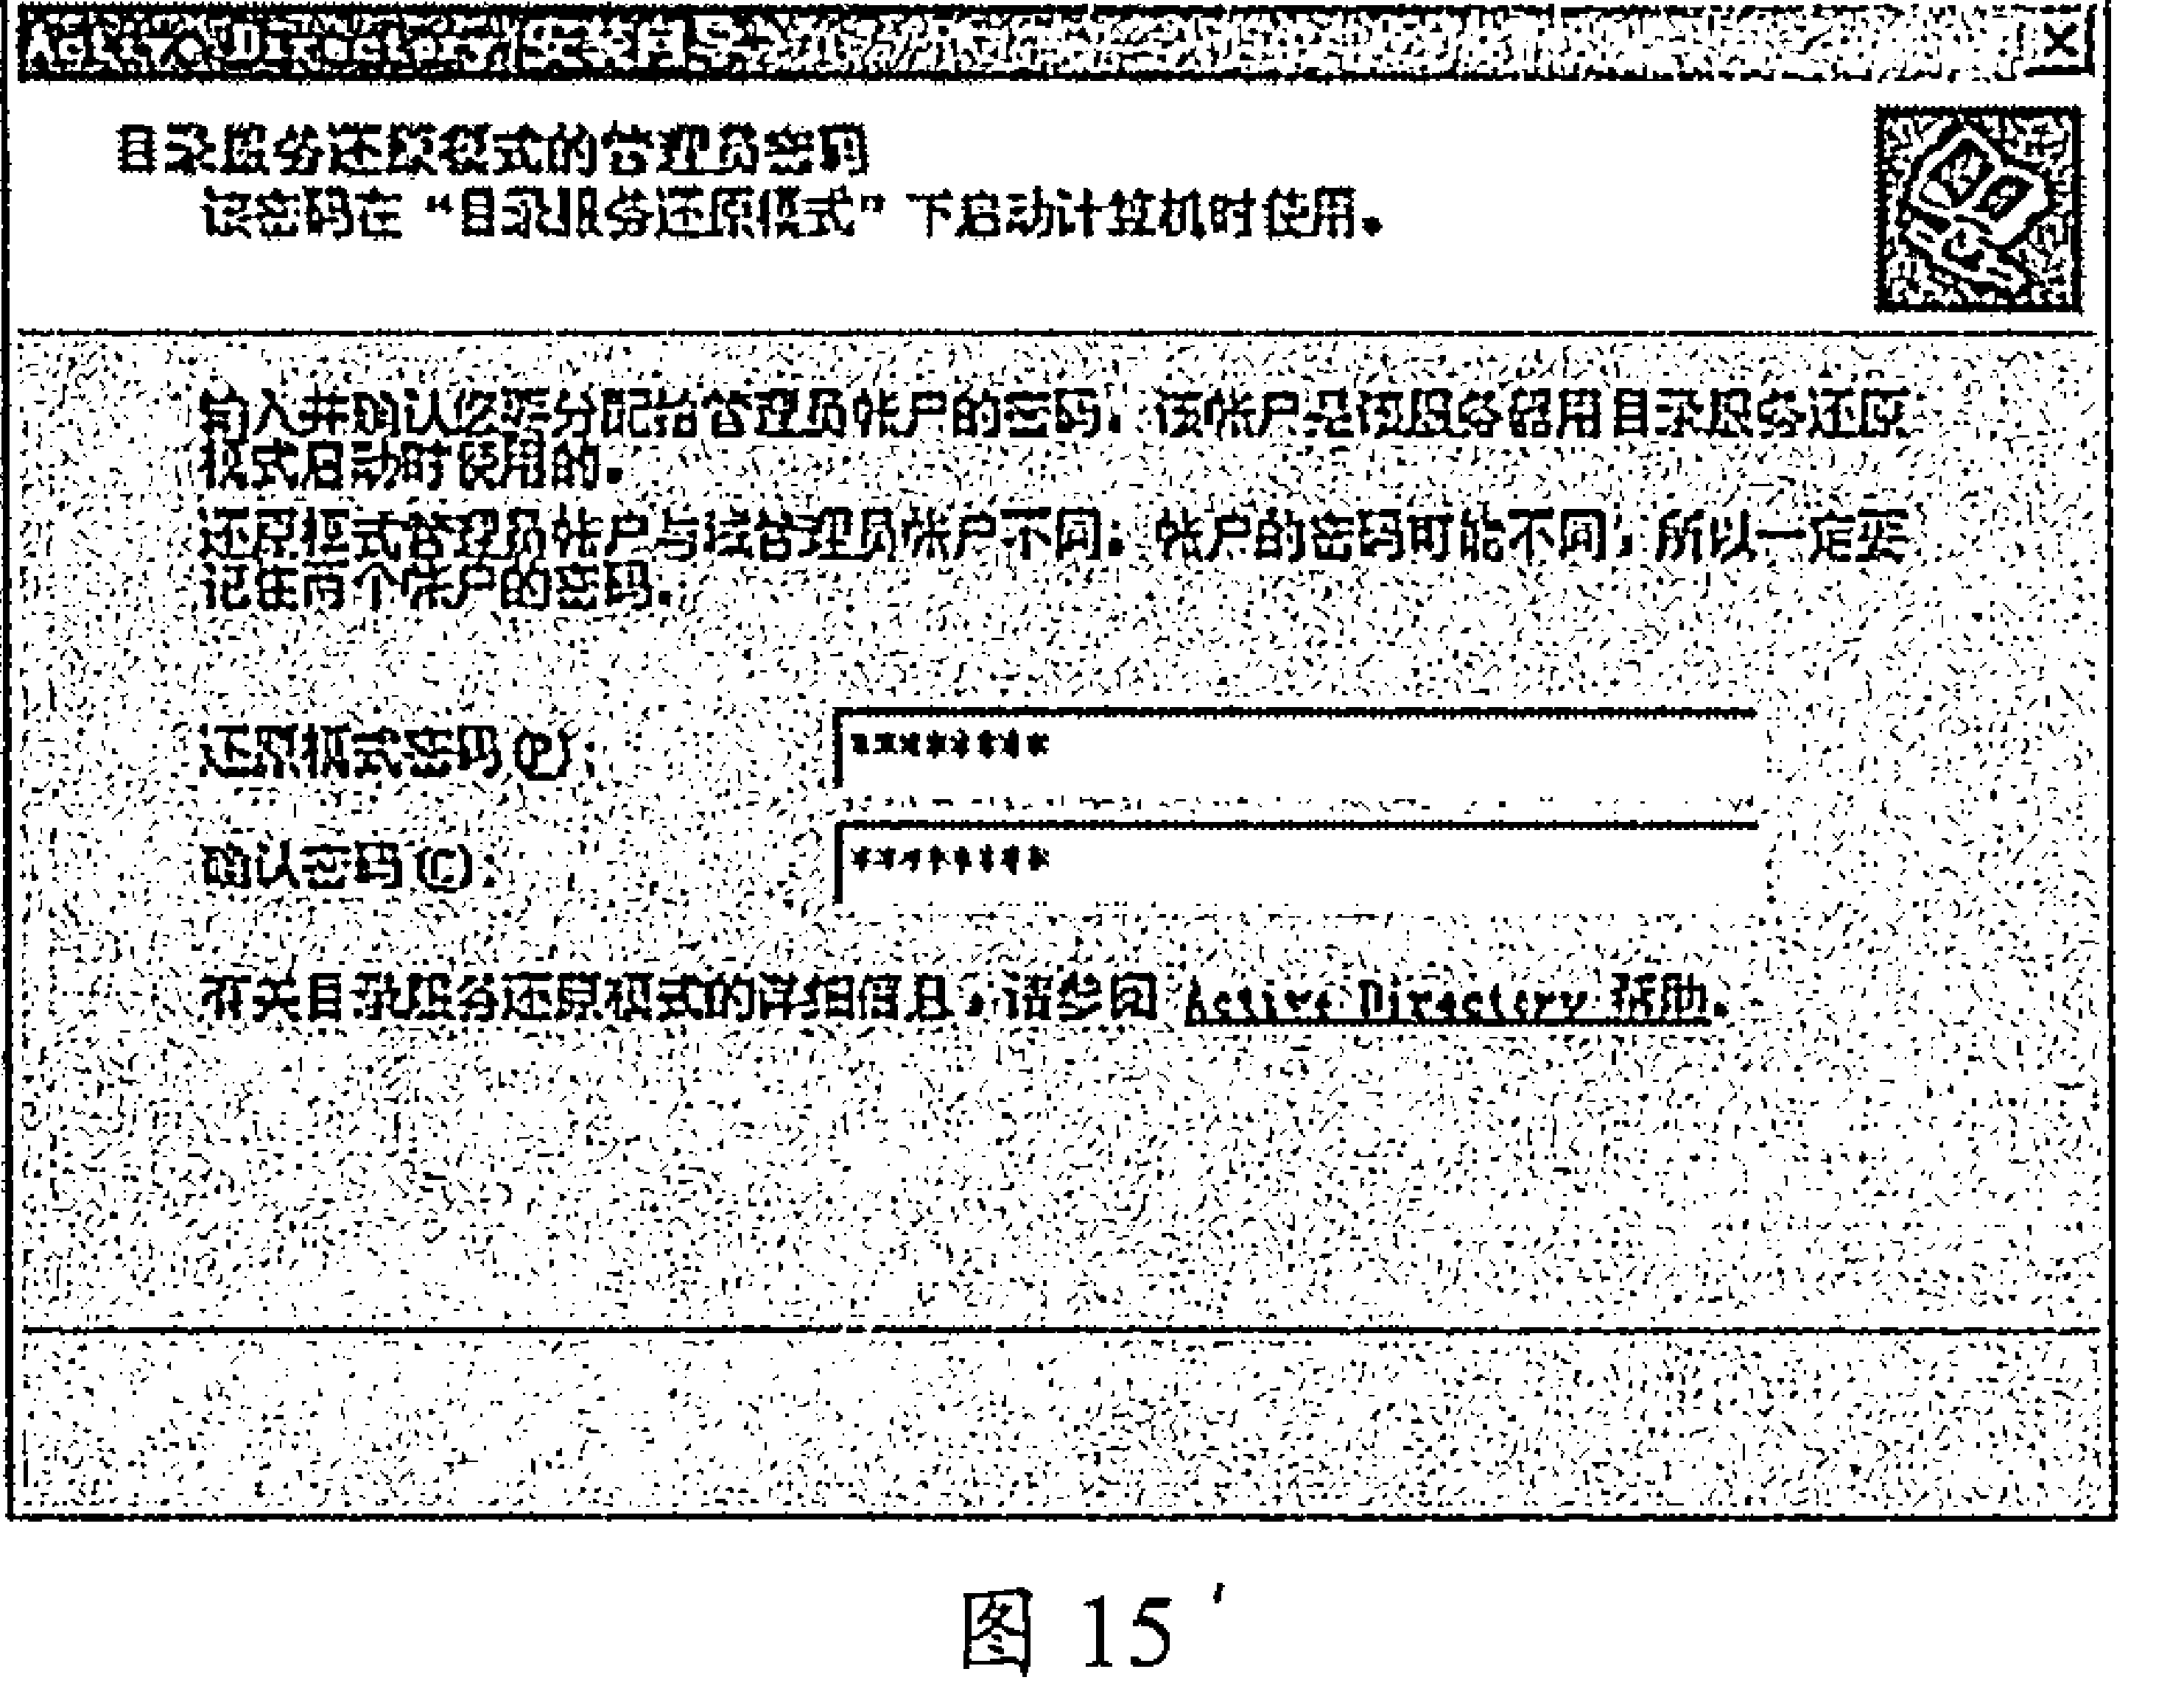 Active Directory 安装向导
目录服务还原模式的管理员密码
该密码在“目录服务还原模式”下启动计算机时使用。
输入并确认您要分配给管理员帐户的密码。该帐户是该服务器用目录服务还原
模式启动时使用的。
还原模式管理员帐户与域管理员帐户不同。帐户的密码可能不同，所以一定要
记住两个帐户的密码。
还原模式密码(P):
********
确认密码(C):
********
有关目录服务还原模式的详细信息，请参阅 Active Directory 帮助。
图 15